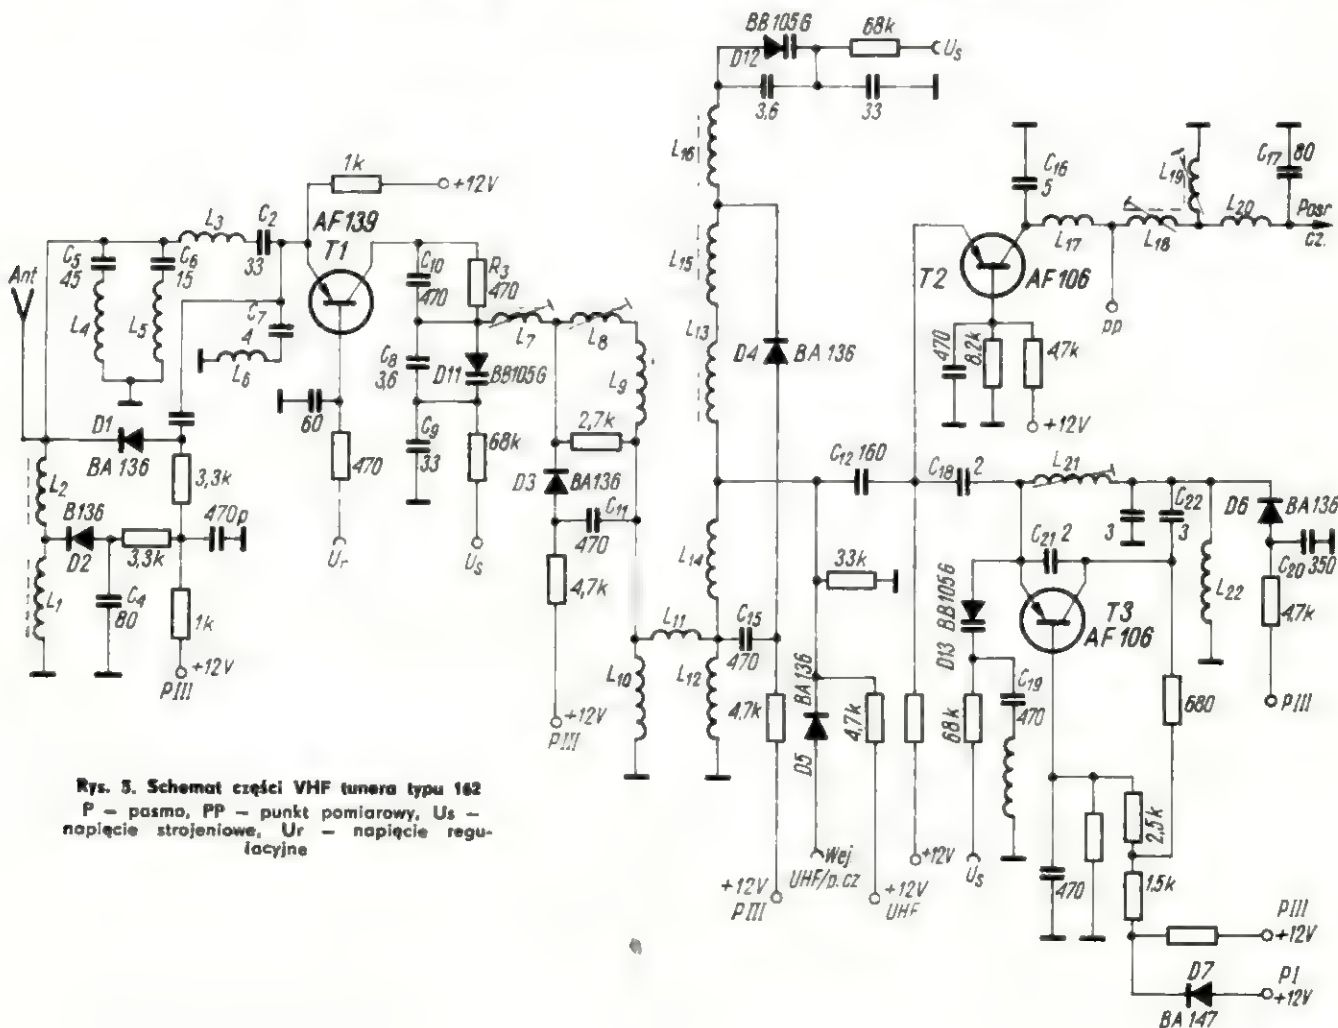 BB105G
68k
D12
Us
3,6
33
L16
1k
+12V
C16
5
L19
C17 80
AF139
T1
L3
C2
33
C5
45
C6
15
Ant
L4
L5
C7
4
L6
C10
470
R3
470
L7
L8
L15
T2
AF106
L17
L18
L20
Posr
cz.
PP
L13
D4
BA136
C8
3,6
D11
BB105G
L9
470
8,2k
4,7k
+12V
D1
BA136
60
470
C9
33
68k
2,7k
C12 160
C18 2
L21
L2
3,3k
D3
BA136
C11
470
3
C22
3
D6
BA136
B136
D2
3,3k
470p
Ur
Us
4,7k
L14
33k
C21 2
L22
C20 350
4,7k
L1
C4
80
1k
L11
C15
470
BB105G
D13
T3
AF106
+12V
PIII
L10
L12
4,7k
BA136
D5
4,7k
68k
C19
470
680
PIII
+12V
PIII
Rys. 5. Schemat części VHF tunera typu 162
P – pasmo, PP – punkt pomiarowy, Us –
napięcie strojeniowe, Ur – napięcie regu-
lacyjne
Wej
UHF/p.cz
+12V
Us
2,5k
+12V
PIII
+12V
UHF
470
1,5k
PIII
+12V
D7
PI
+12V
BA147